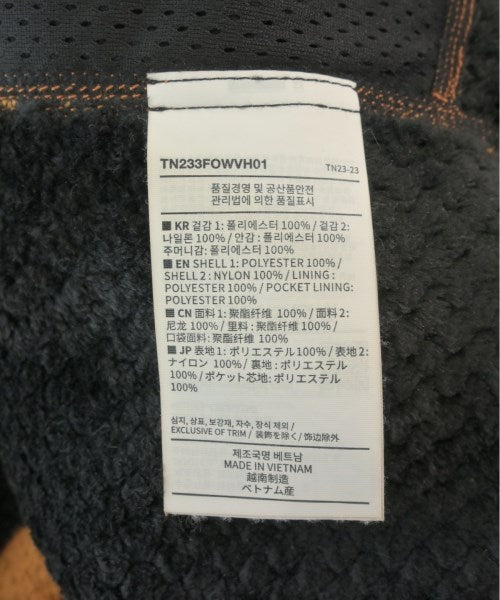 TN233FOWVH01
TN23-23
품질경영 및 공산품안전
관리법에 의한 품질표시
■ KR 겉감 1: 폴리에스터 100% / 겉감 2:
나일론 100% / 안감 : 폴리에스터 100%
주머니감: 폴리에스터 100%
■ EN SHELL 1: POLYESTER 100% /
SHELL 2 : NYLON 100% / LINING :
POLYESTER 100% / POCKET LINING:
POLYESTER 100%
■ CN 面料 1: 聚酯纤维 100% / 面料 2:
尼龙 100% / 里料 : 聚酯纤维 100% /
口袋面料: 聚酯纤维 100%
■ JP 表地 1: ポリエステル 100% / 表地 2:
ナイロン 100% / 裏地 : ポリエステル
100% / ポケット芯地: ポリエステル
100%
심지, 상표, 보강재, 자수, 장식 제외 /
EXCLUSIVE OF TRIM / 装飾を除く / 饰边除外
제조국명 베트남
MADE IN VIETNAM
越南制造
ベトナム産